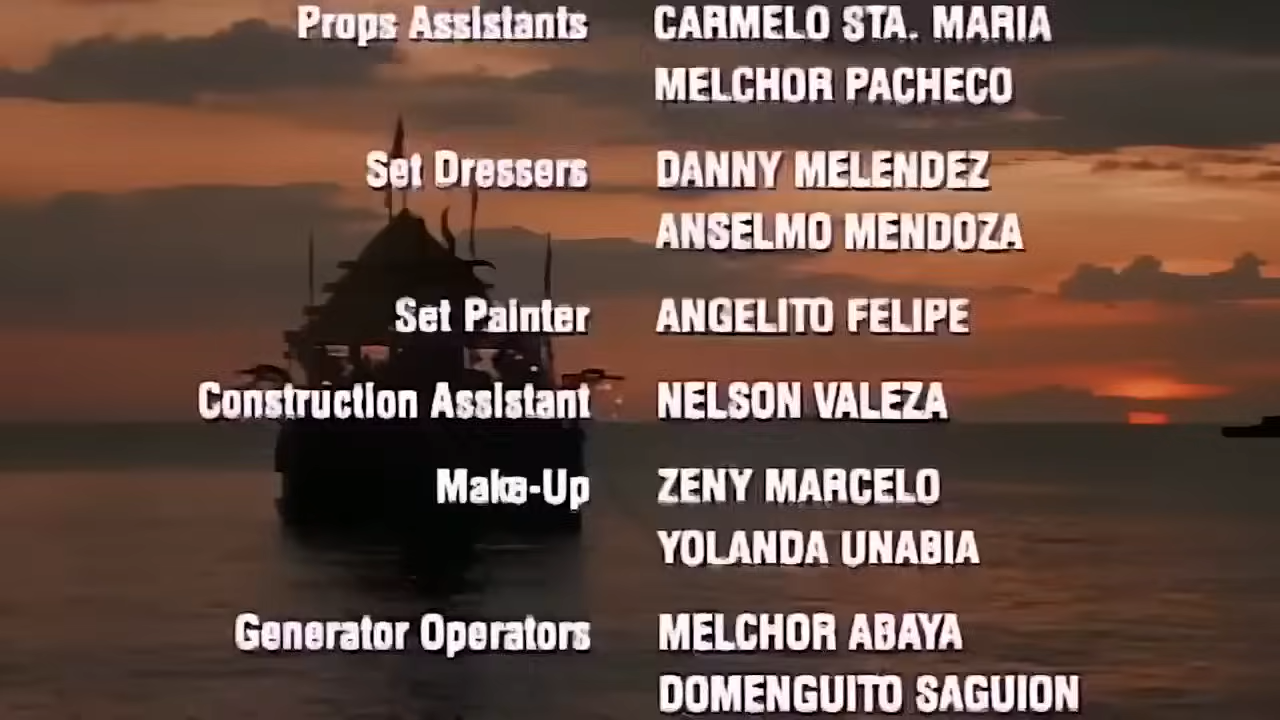 Props Assistants CARMELO STA. MARIA
MELCHOR PACHECO
Set Dressers DANNY MELENDEZ
ANSELMO MENDOZA
Set Painter ANGELITO FELIPE
Construction Assistant NELSON VALEZA
Make-Up ZENY MARCELO
YOLANDA UNABIA
Generator Operators MELCHOR ABAYA
DOMENGUITO SAGUION